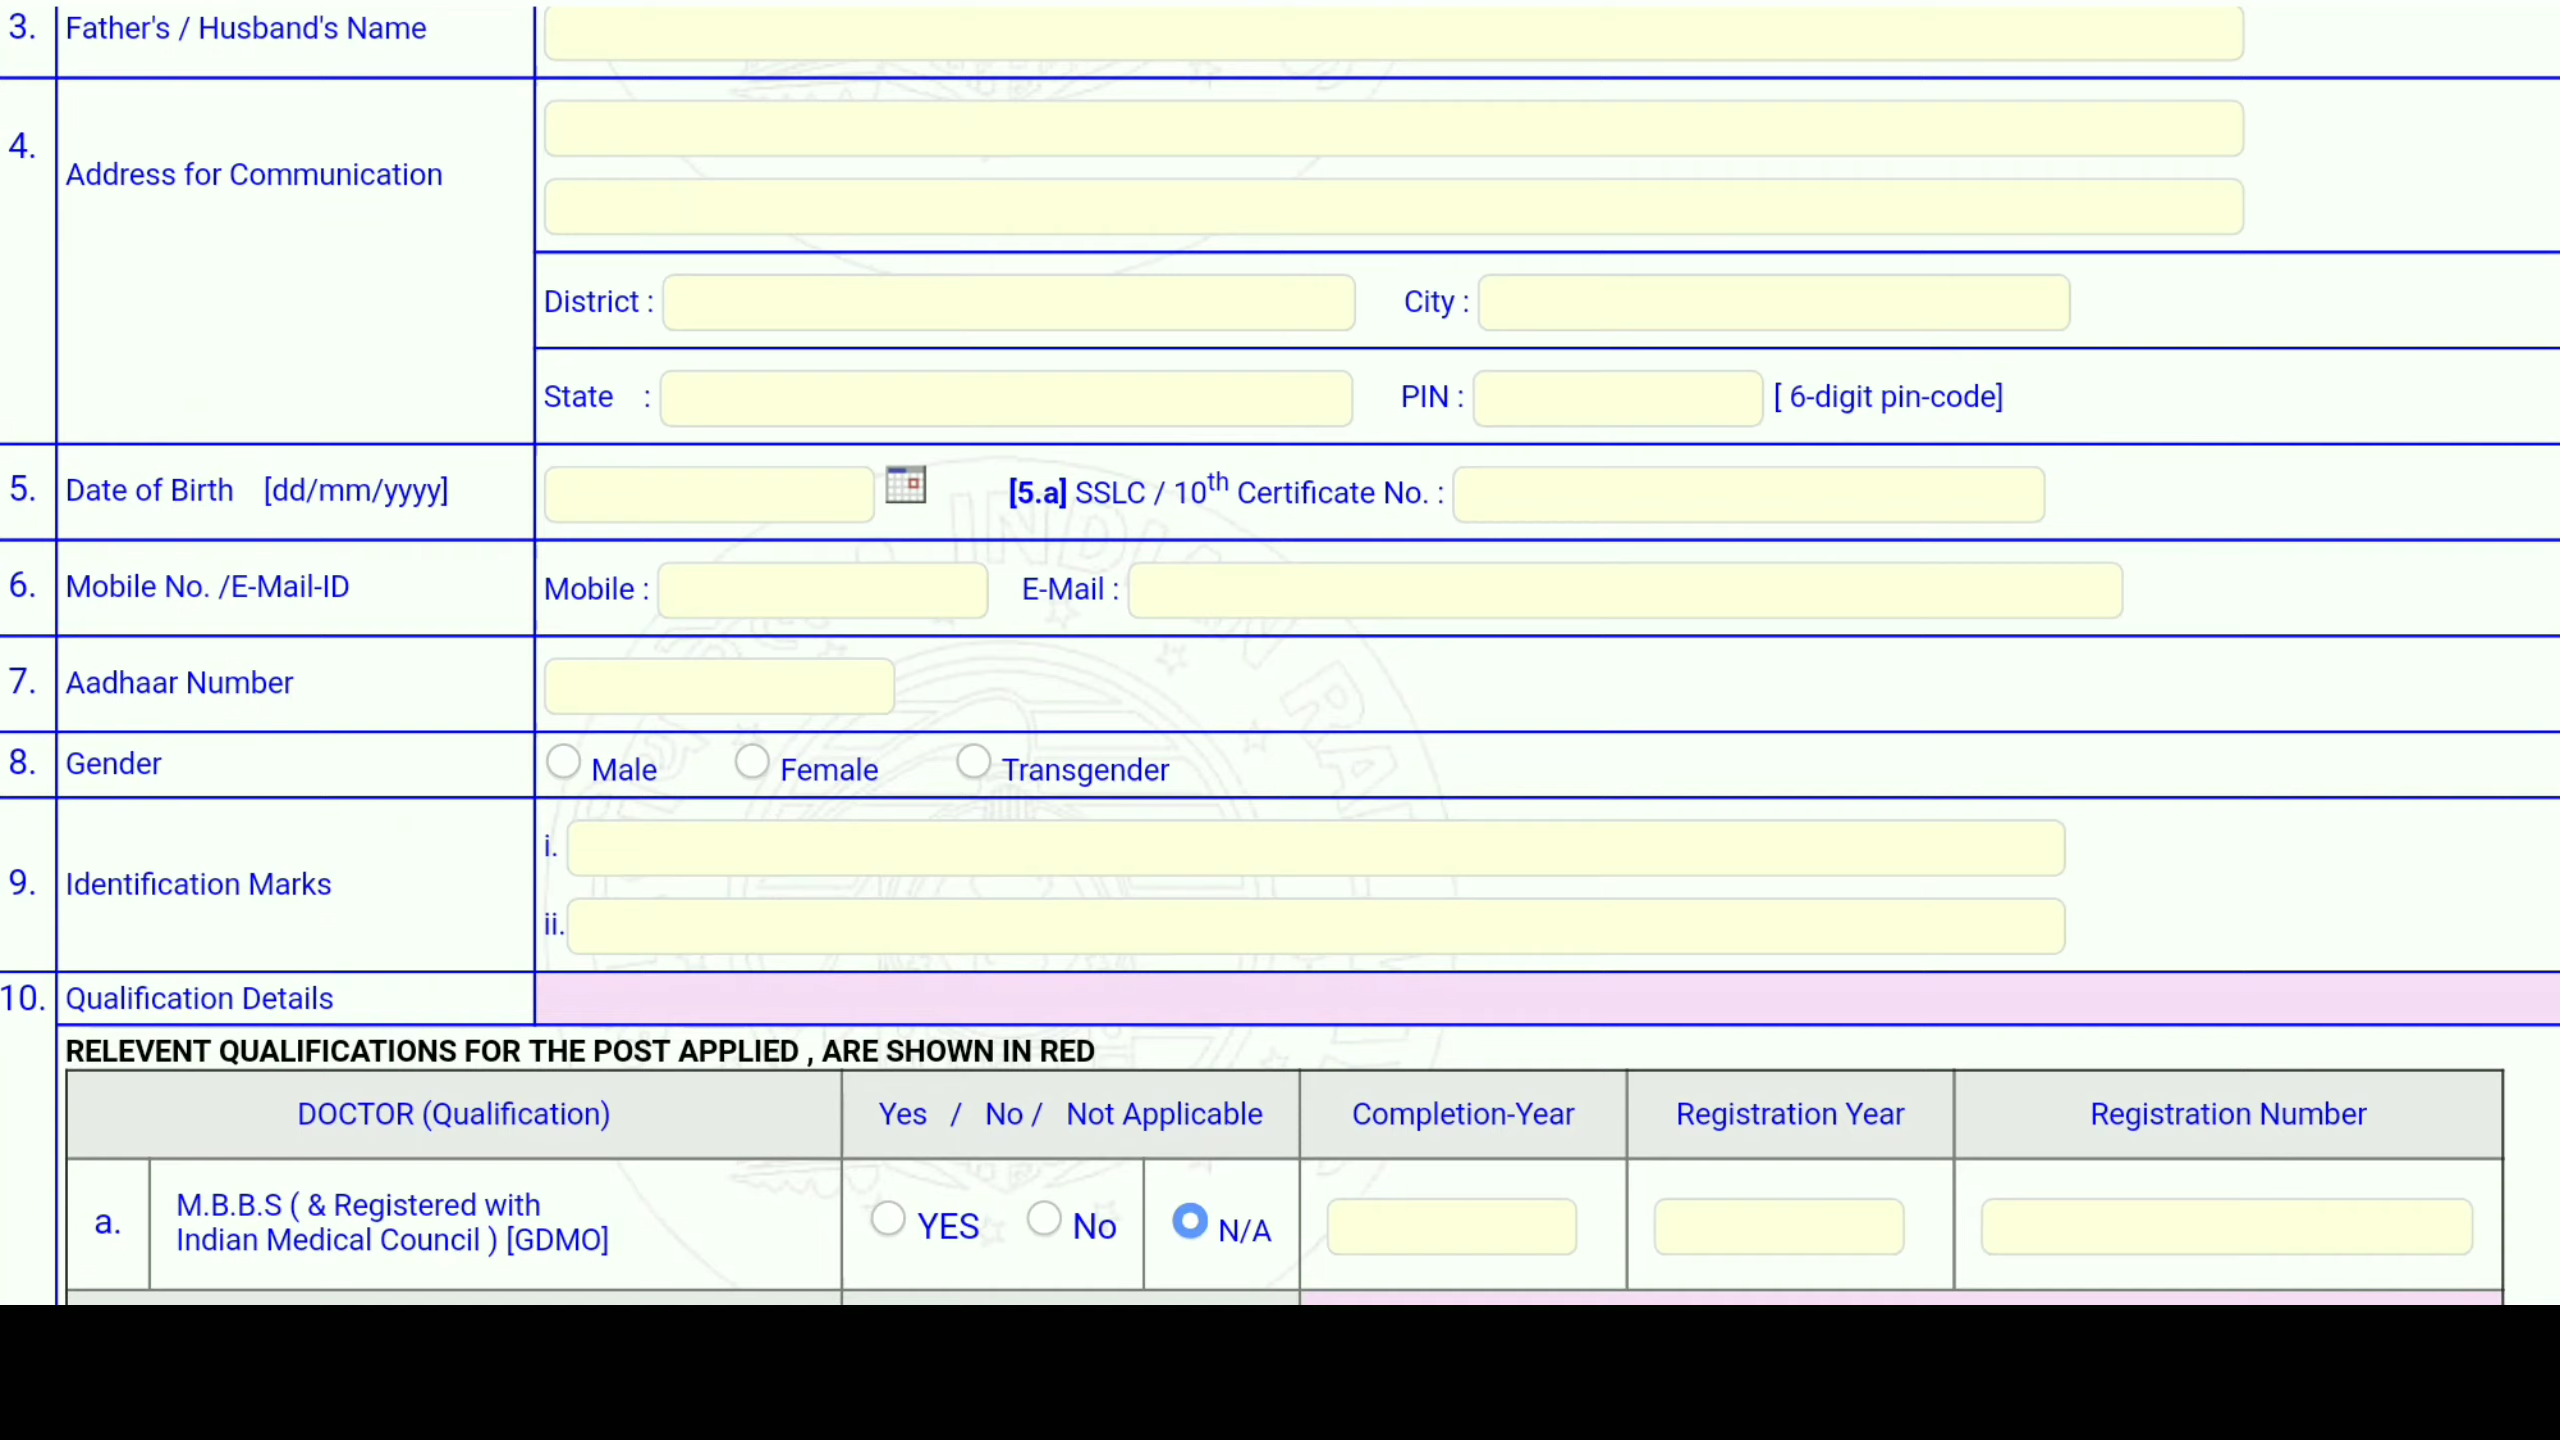 3. Father's / Husband's Name
4. Address for Communication
District : City :
State : PIN : [ 6-digit pin-code]
5. Date of Birth [dd/mm/yyyy] [5.a] SSLC / 10th Certificate No. :
6. Mobile No. /E-Mail-ID Mobile : E-Mail :
7. Aadhaar Number
8. Gender Male Female Transgender
9. Identification Marks
i.
ii.
10. Qualification Details
RELEVENT QUALIFICATIONS FOR THE POST APPLIED , ARE SHOWN IN RED
DOCTOR (Qualification) Yes / No / Not Applicable Completion-Year Registration Year Registration Number
a. M.B.B.S ( & Registered with
Indian Medical Council ) [GDMO] YES No N/A